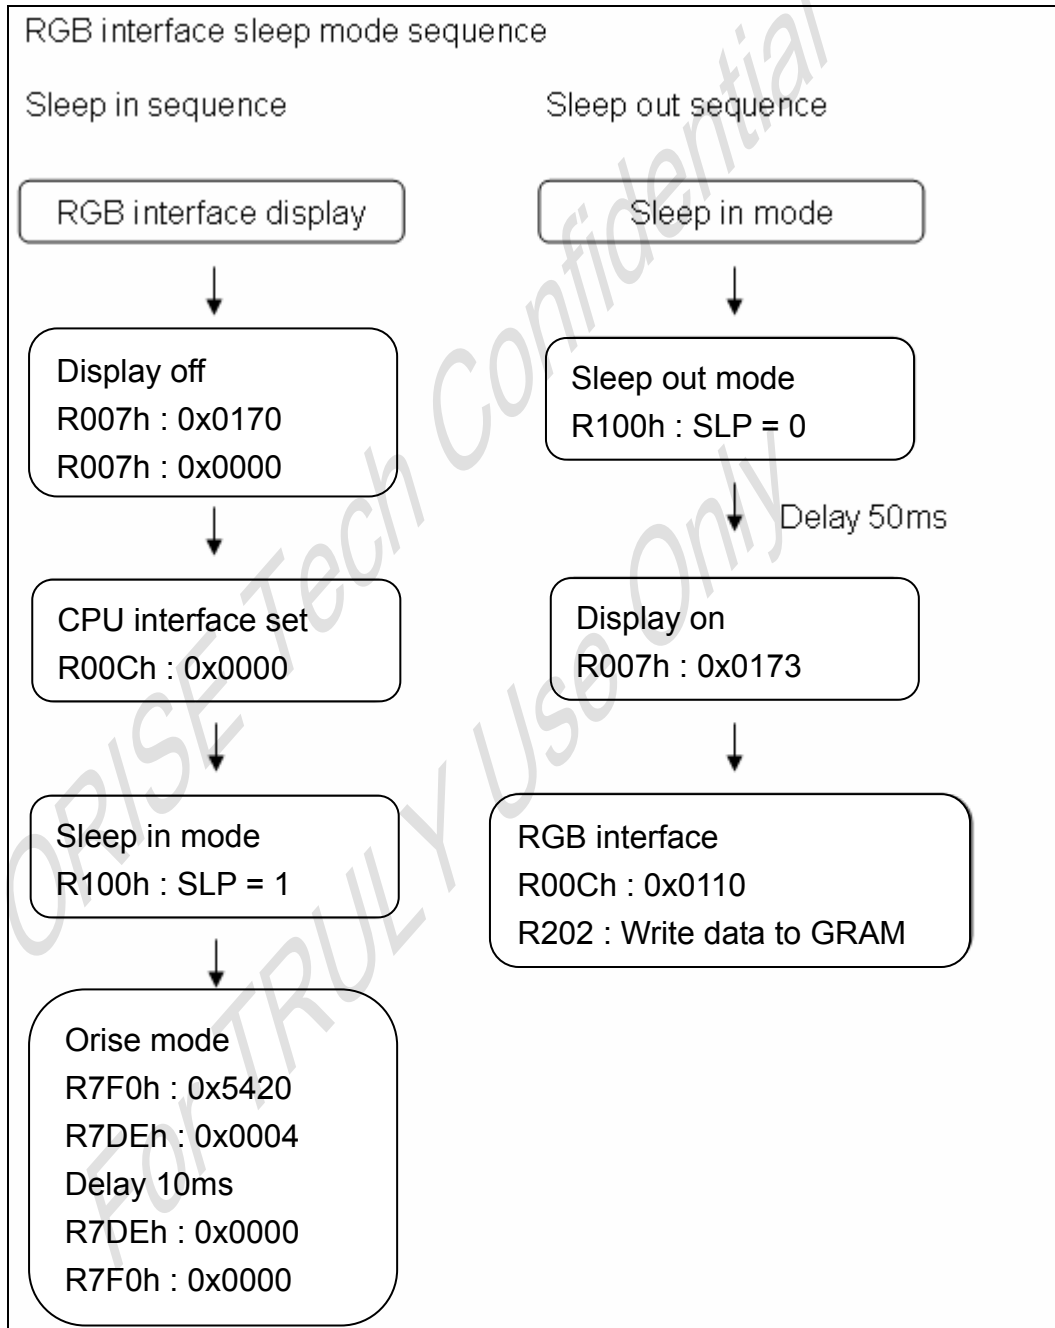 RGB interface sleep mode sequence
Sleep in sequence
RGB interface display
Display off
R007h : 0x0170
R007h : 0x0000
CPU interface set
R00Ch : 0x0000
Sleep in mode
R100h : SLP = 1
Orise mode
R7F0h : 0x5420
R7DEh : 0x0004
Delay 10ms
R7DEh : 0x0000
R7F0h : 0x0000
Sleep out sequence
Sleep in mode
Sleep out mode
R100h : SLP = 0
Delay 50ms
Display on
R007h : 0x0173
RGB interface
R00Ch : 0x0110
R202 : Write data to GRAM
ORISE Tech Confidential
For TRULY Use Only